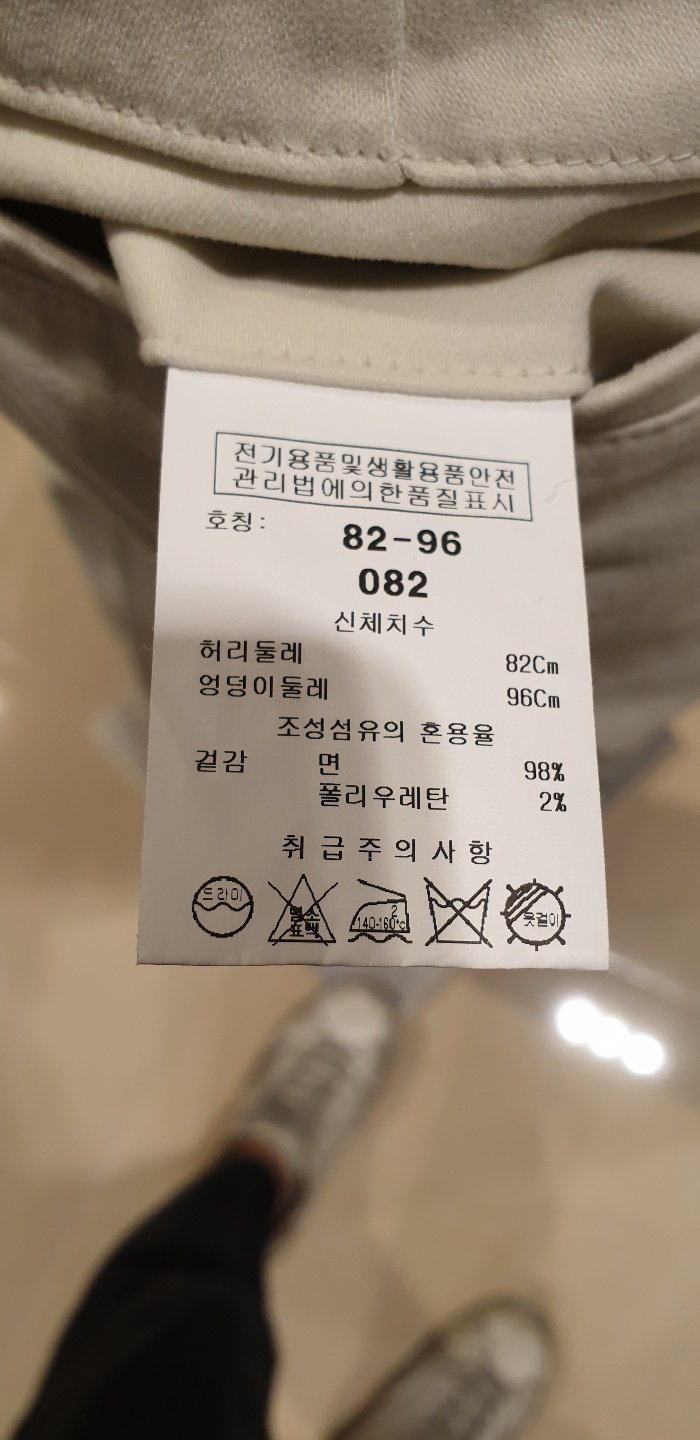 전기용품및생활용품안전
관리법에의한품질표시
호칭: 82-96
082
신체치수
허리둘레 82Cm
엉덩이둘레 96Cm
조성섬유의 혼용율
겉감 면 98%
폴리우레탄 2%
취급주의사항
드라이 염소 표백 2 140-160℃ 옷걸이